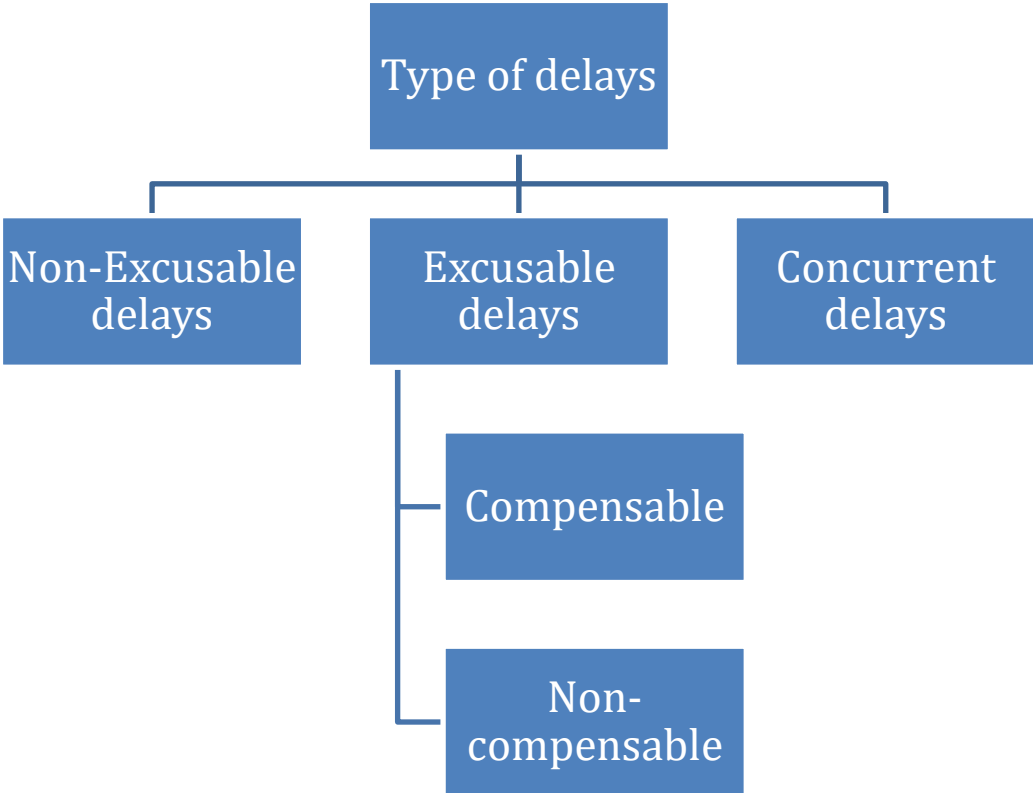 Type of delays
Non-Excusable
delays
Excusable
delays
Concurrent
delays
Compensable
Non-
compensable